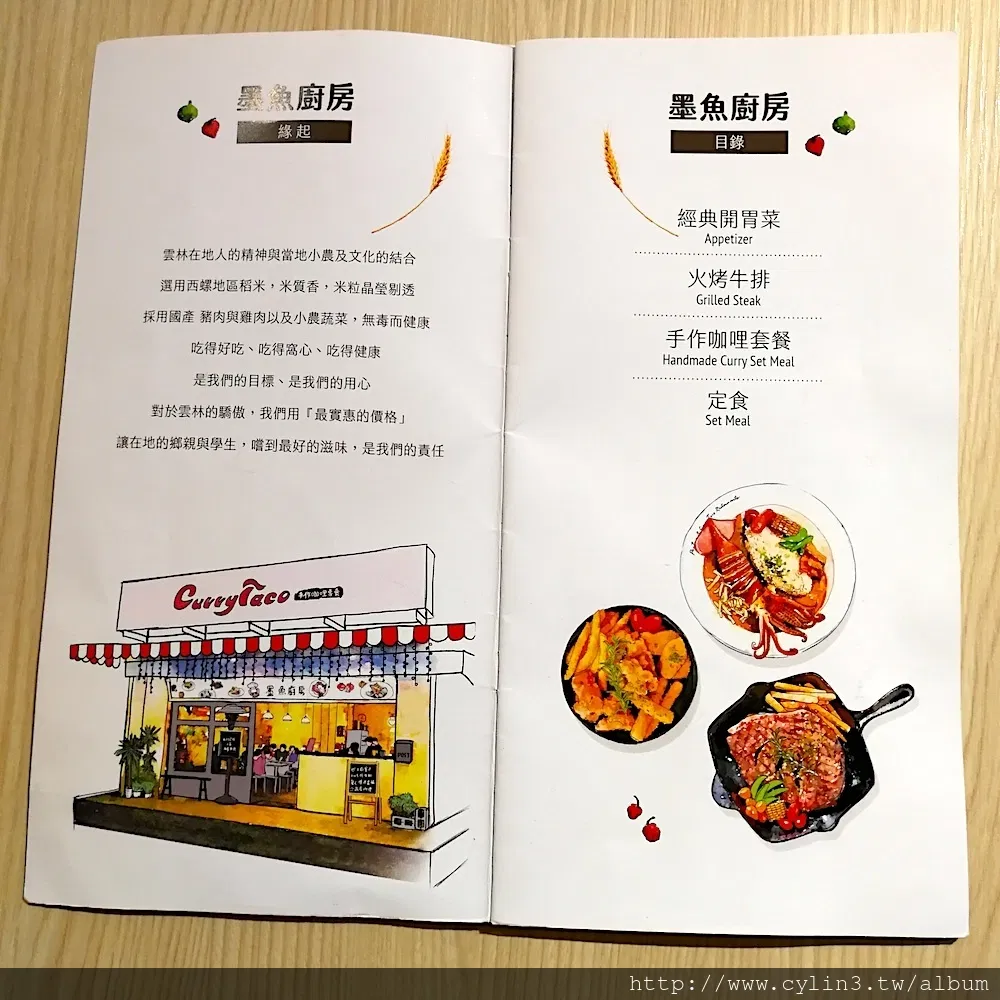 墨魚廚房
緣起
雲林在地人的精神與當地小農及文化的結合
選用西螺地區稻米，米質香，米粒晶瑩剔透
採用國產 豬肉與雞肉以及小農蔬菜，無毒而健康
吃得好吃、吃得窩心、吃得健康
是我們的目標、是我們的用心
對於雲林的驕傲，我們用「最實惠的價格」
讓在地的鄉親與學生，嚐到最好的滋味，是我們的責任
CurryTaco
墨魚廚房
墨魚廚房
目錄
經典開胃菜
Appetizer
火烤牛排
Grilled Steak
手作咖哩套餐
Handmade Curry Set Meal
定食
Set Meal
http://www.cylin3.tw/album